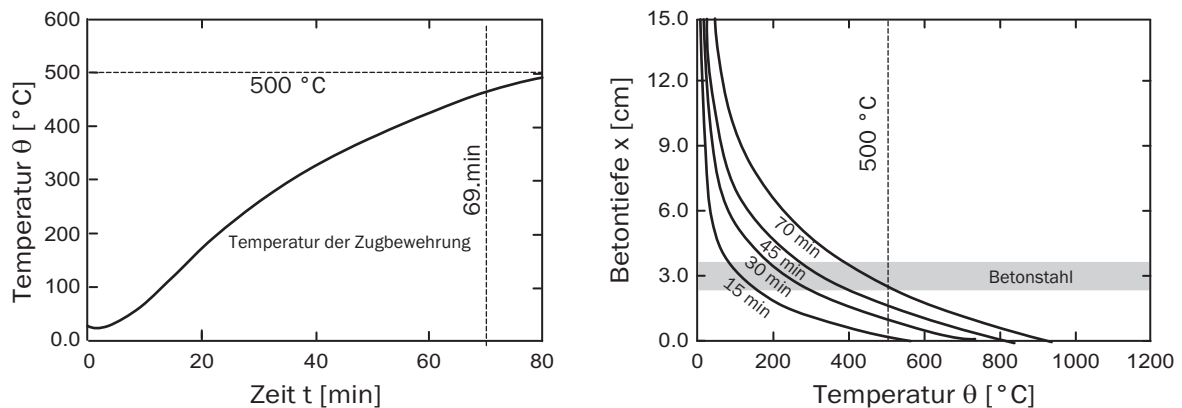 600
500
400
300
200
100
0.0
Temperatur θ [°C]
500 °C
69.min
Temperatur der Zugbewehrung
0
20
40
60
80
Zeit t [min]
15.0
12.0
9.0
6.0
3.0
0.0
Betontiefe x [cm]
500 °C
70 min
45 min
30 min
15 min
Betonstahl
0
200
400
600
800
1000
1200
Temperatur θ [°C]